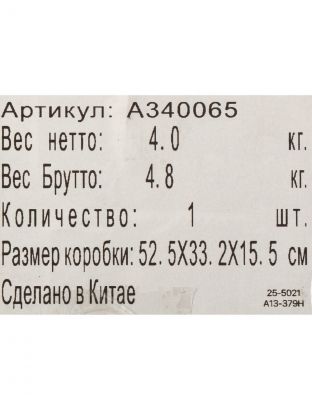 Артикул: A340065
Вес нетто: 4.0 кг.
Вес Брутто: 4.8 кг.
Количество: 1 шт.
Размер коробки: 52.5X33.2X15.5 см
Сделано в Китае
25-5021
A13-379H